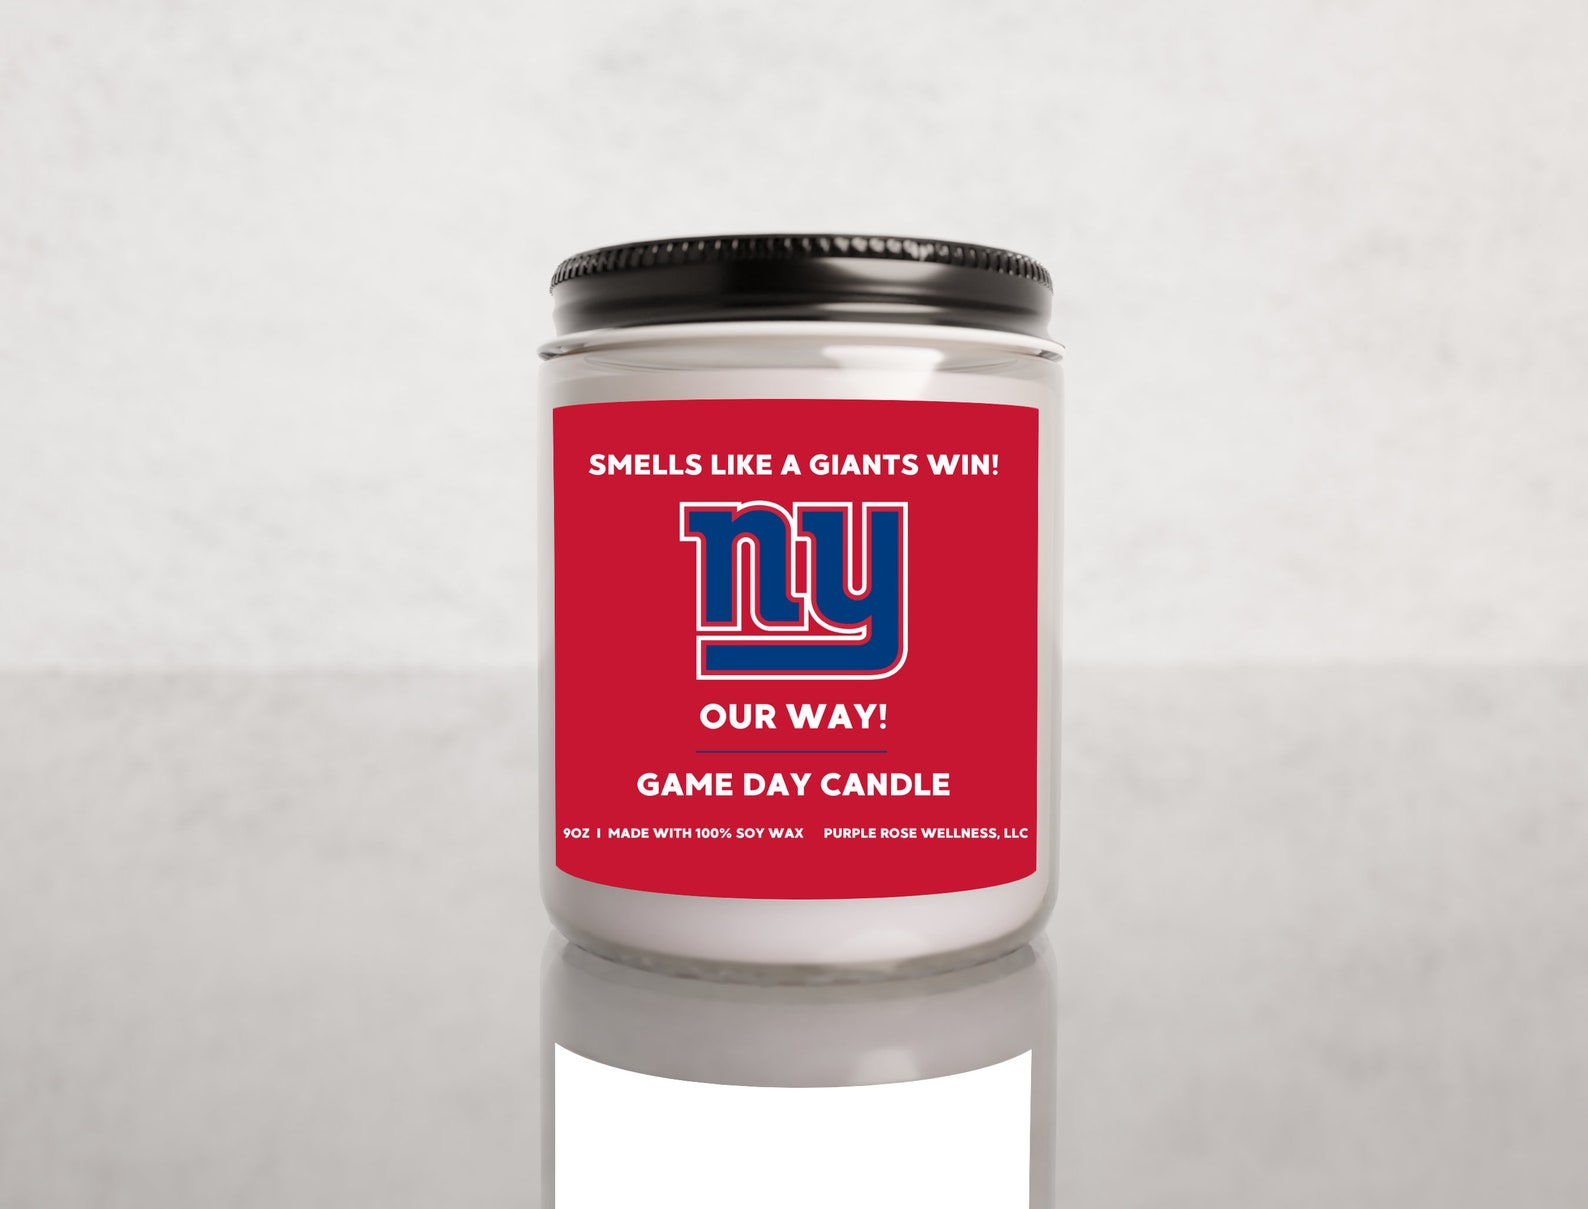 SMELLS LIKE A GIANTS WIN!
ny
OUR WAY!
GAME DAY CANDLE
9OZ | MADE WITH 100% SOY WAX PURPLE ROSE WELLNESS, LLC